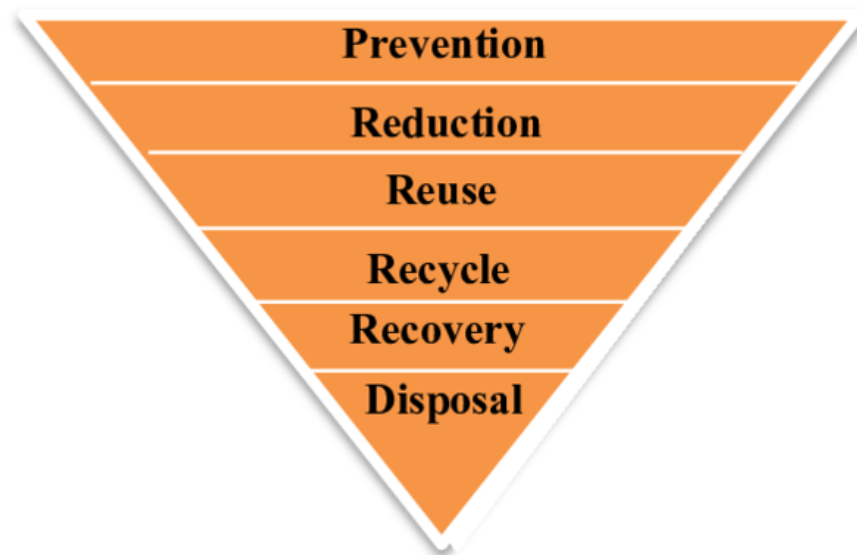 Prevention
Reduction
Reuse
Recycle
Recovery
Disposal